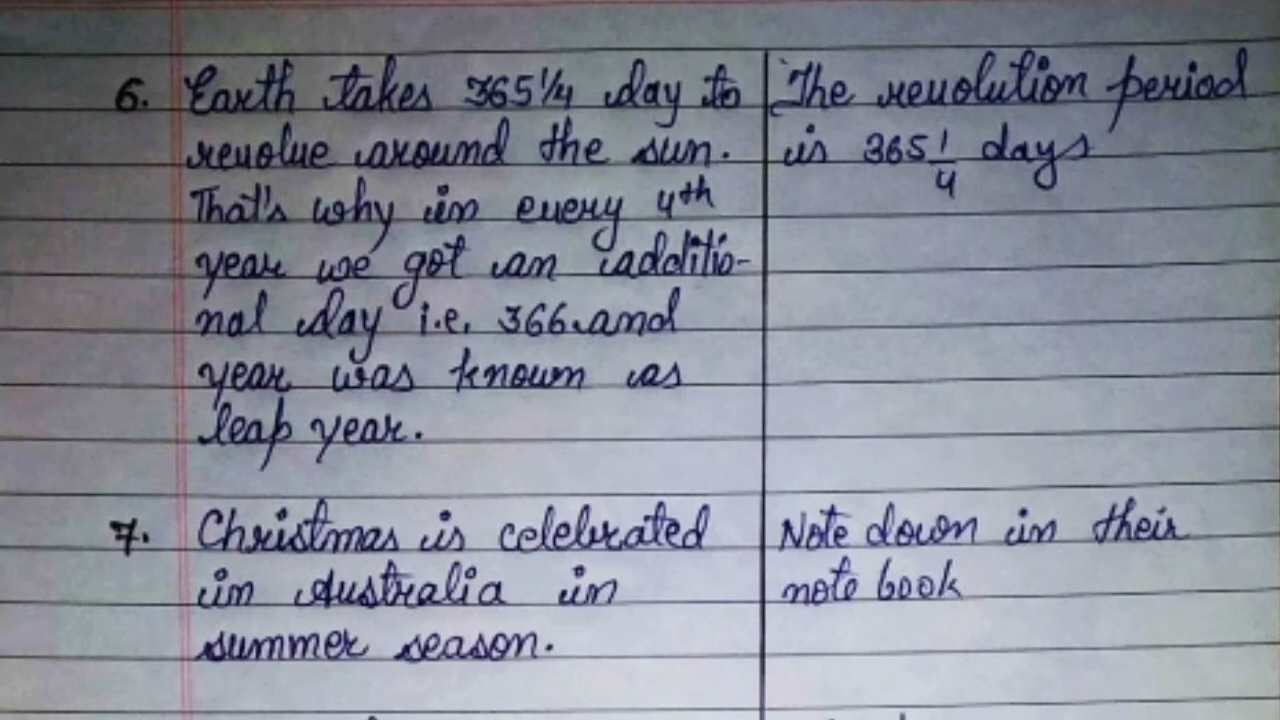 6. Earth takes 365 1/4 day to
revolve around the sun.
That's why in every 4th
year we got an additio-
nal day i.e. 366 and
year was known as
leap year.
The revolution period
is 365 1/4 days
7. Christmas is celebrated
in Australia in
summer season.
Note down in their
note book